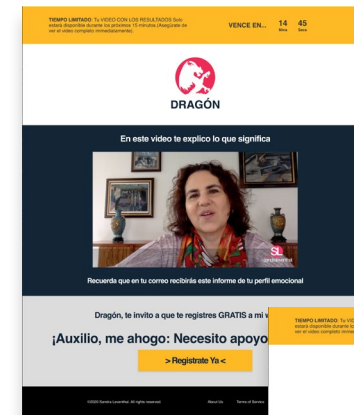 TIEMPO LIMITADO: Tu VIDEO CON LOS RESULTADOS Solo
estará disponible durante los próximos 15 minutos (Asegúrate de
ver el video completo inmediatamente).
VENCE EN...
14
45
Mins
Secs
DRAGÓN
En este video te explico lo que significa
SL
Recuerda que en tu correo recibirás este informe de tu perfil emocional
Dragón, te invito a que te registres GRATIS a mi
¡Auxilio, me ahogo: Necesito apoyo
> Regístrate Ya <
TIEMPO LIMITADO: Tu
estará disponible durante
ver el video completo
©2020 Sandra Leventhal. All rights reserved.
About Us
Terms of Service